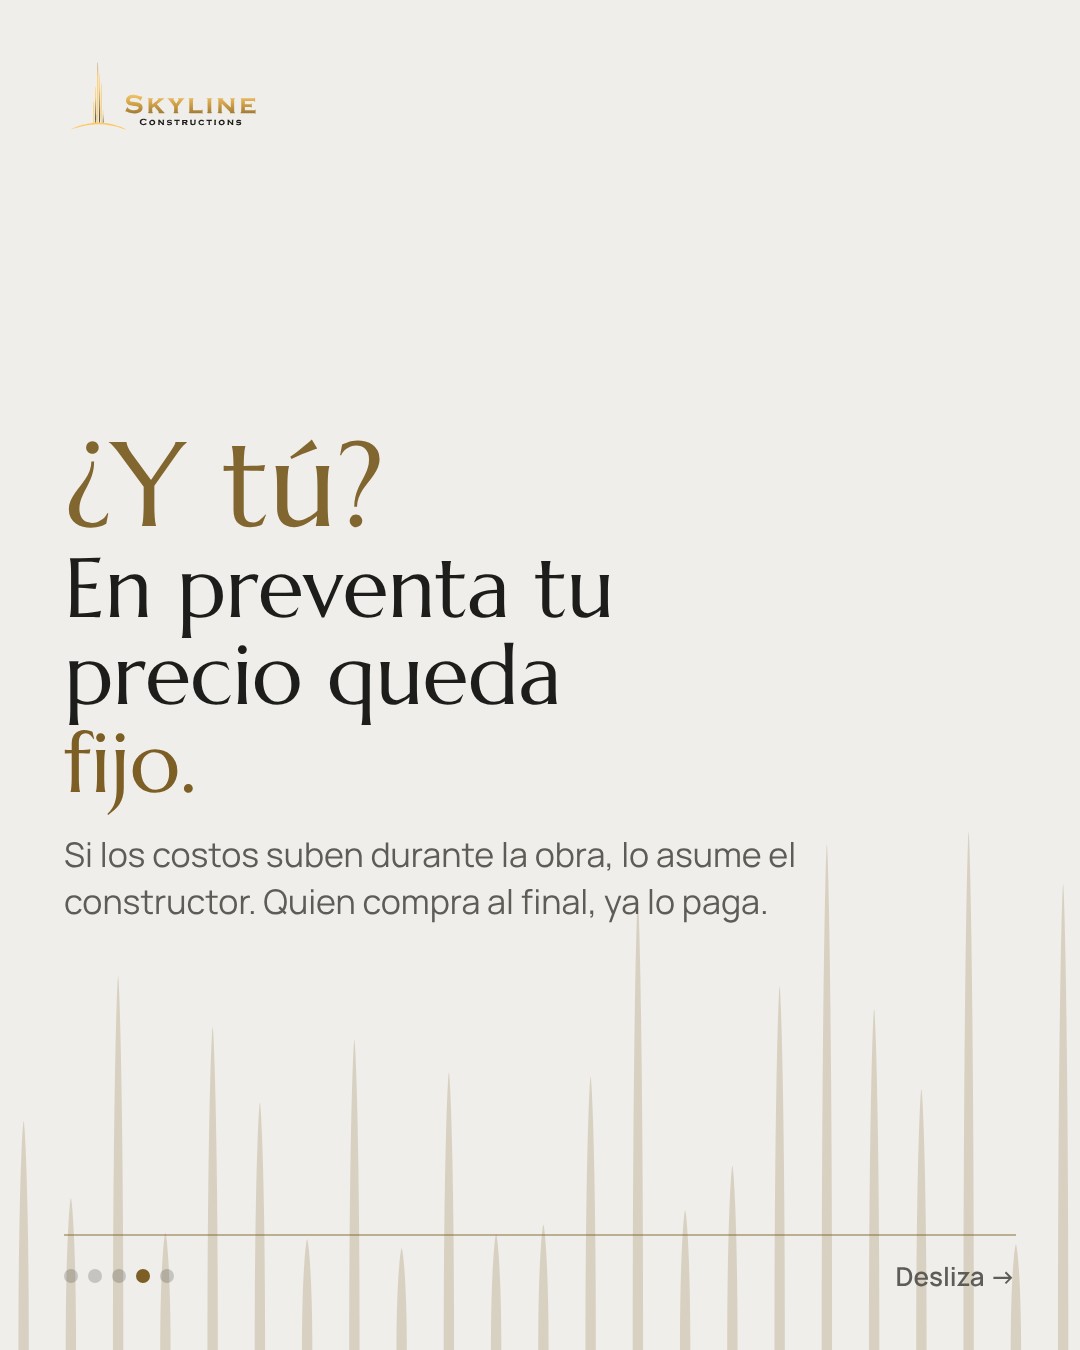 SKYLINE
CONSTRUCTIONS
¿Y tú?
En preventa tu
precio queda
fijo.
Si los costos suben durante la obra, lo asume el
constructor. Quien compra al final, ya lo paga.
Desliza →